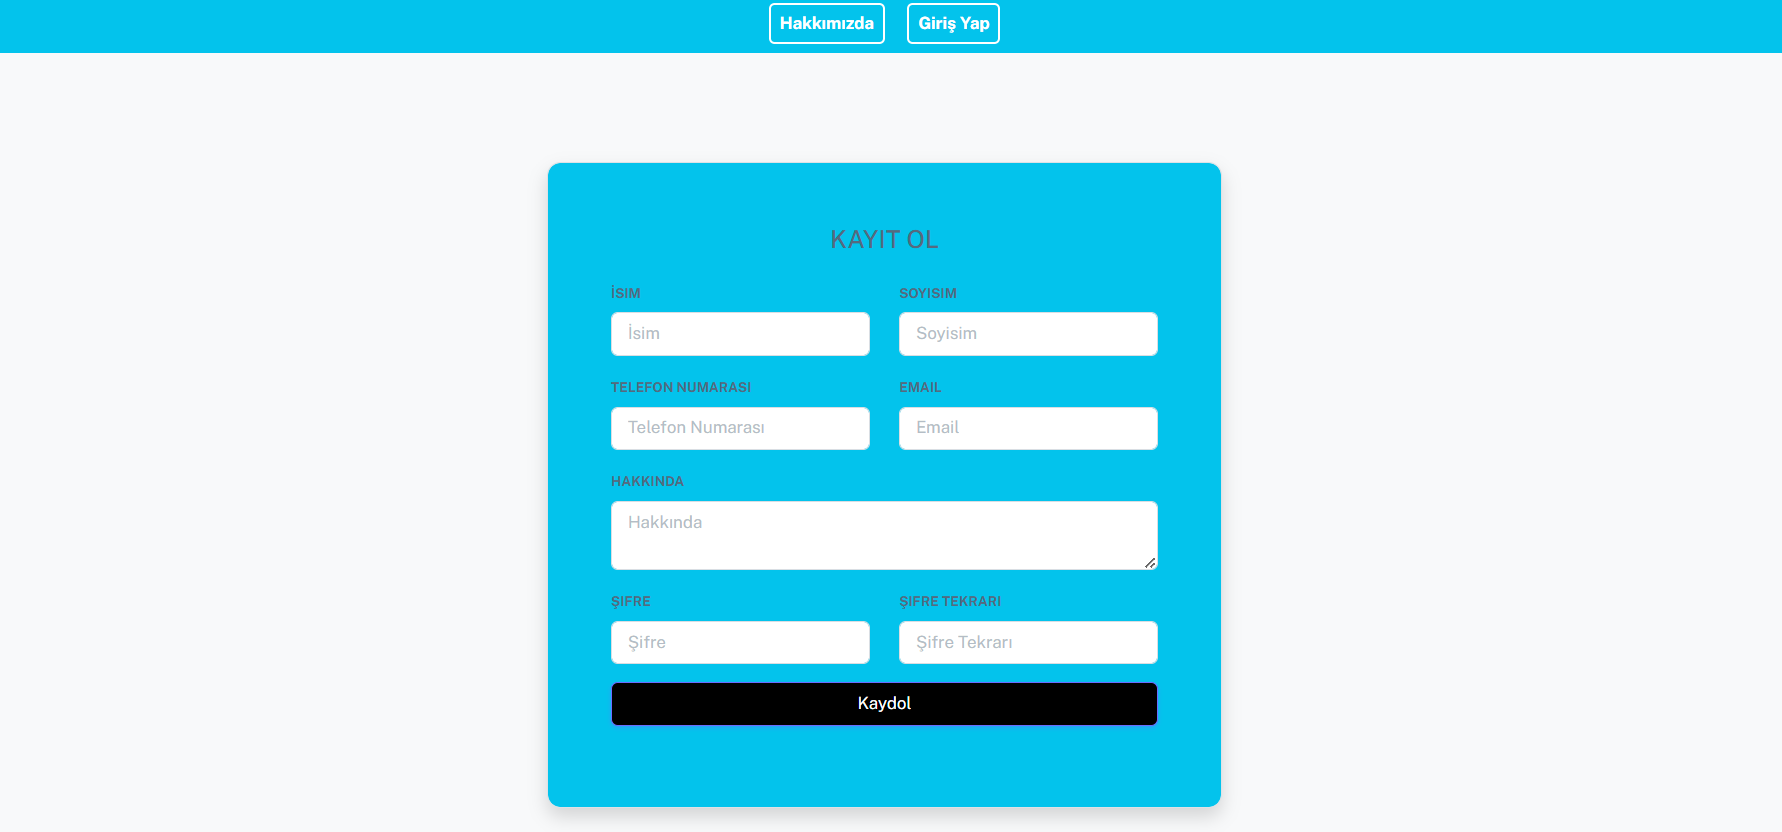 Hakkımızda Giriş Yap
KAYIT OL
İSIM SOYISIM
İsim Soyisim
TELEFON NUMARASI EMAIL
Telefon Numarası Email
HAKKINDA
Hakkında
ŞIFRE ŞIFRE TEKRARI
Şifre Şifre Tekrarı
Kaydol